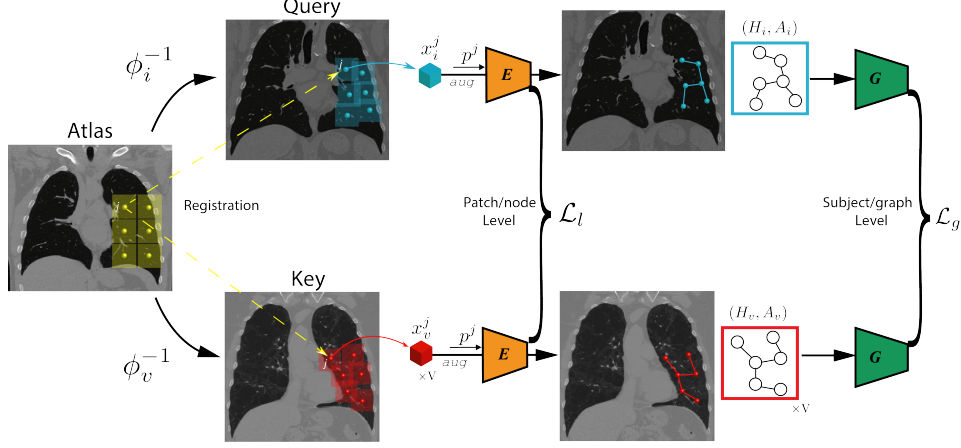 Query
ϕ_i^{-1}
j
x_i^j
p^j
aug
E
(H_i, A_i)
G
Atlas
j
Registration
Patch/node
Level
ℒ_l
Subject/graph
Level
ℒ_g
Key
ϕ_v^{-1}
j
x_v^j
×V
p^j
aug
E
(H_v, A_v)
×V
G